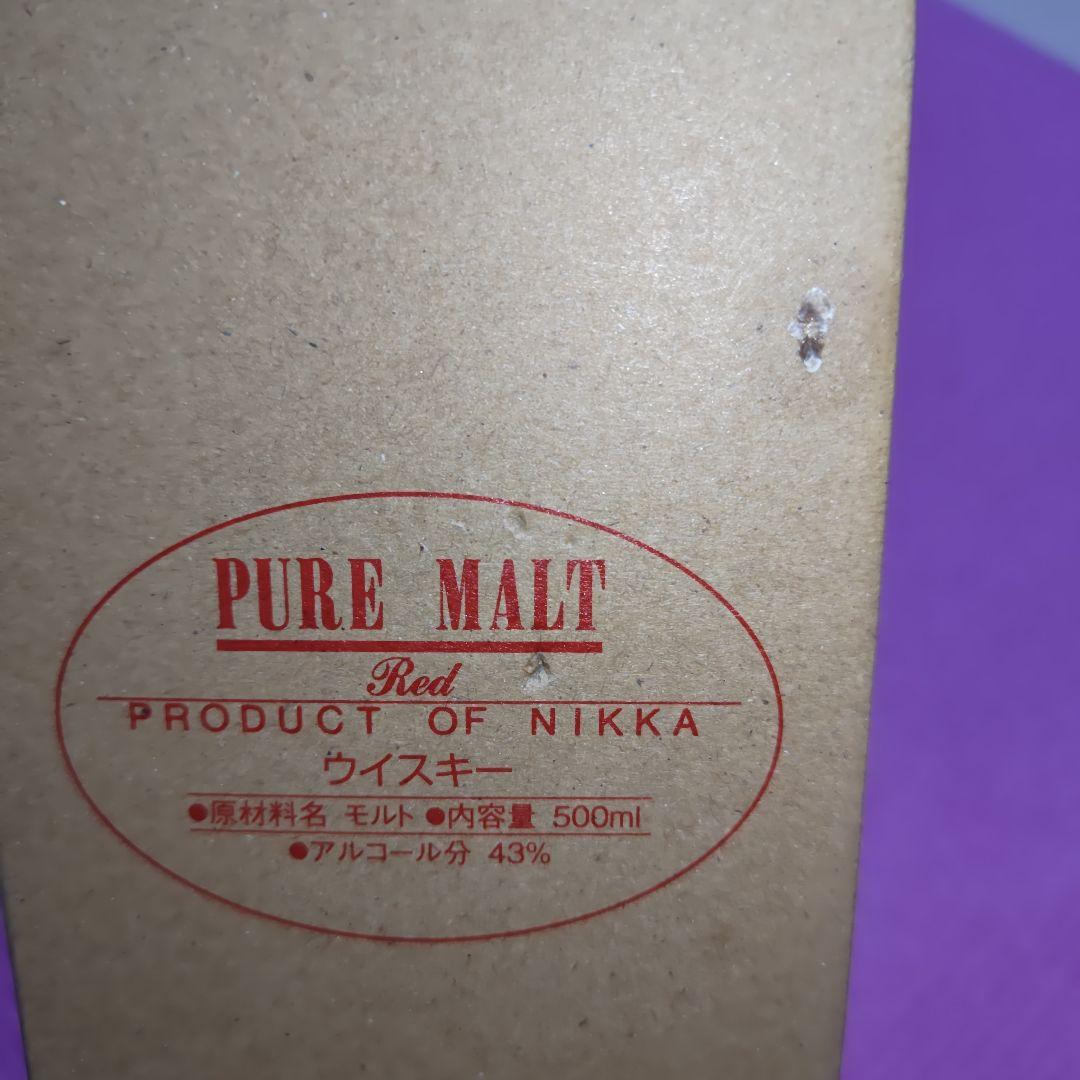 PURE MALT
Red
PRODUCT OF NIKKA
ウイスキー
●原材料名 モルト ●内容量 500ml
●アルコール分 43%